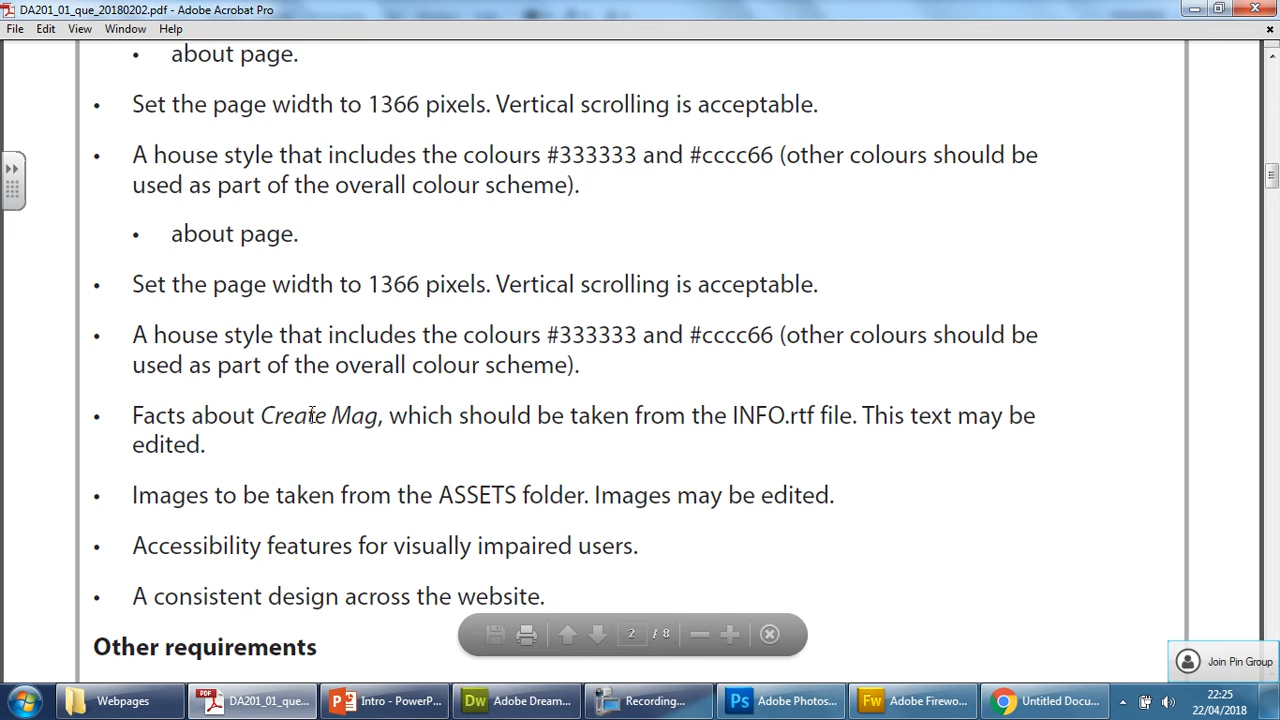 DA201_01_que_20180202.pdf - Adobe Acrobat Pro
File Edit View Window Help
• about page.
• Set the page width to 1366 pixels. Vertical scrolling is acceptable.
• A house style that includes the colours #333333 and #cccc66 (other colours should be
used as part of the overall colour scheme).
• about page.
• Set the page width to 1366 pixels. Vertical scrolling is acceptable.
• A house style that includes the colours #333333 and #cccc66 (other colours should be
used as part of the overall colour scheme).
• Facts about Create Mag, which should be taken from the INFO.rtf file. This text may be
edited.
• Images to be taken from the ASSETS folder. Images may be edited.
• Accessibility features for visually impaired users.
• A consistent design across the website.
Other requirements
2 / 8
Join Pin Group
Webpages
DA201_01_que...
Intro - PowerP...
Dw Adobe Dream...
Recording...
Ps Adobe Photos...
Fw Adobe Firewo...
Untitled Docu...
22:25
22/04/2018